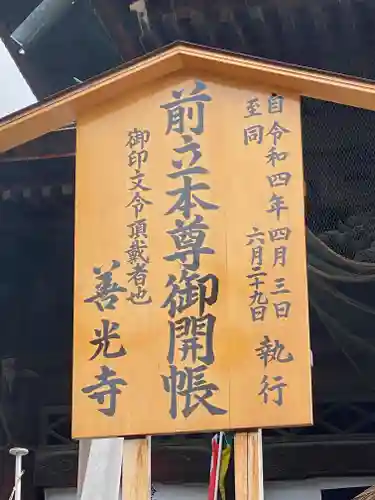 自令和四年四月三日
至同　六月二十九日
執行
前立本尊御開帳
御印文令頂戴者也
善光寺